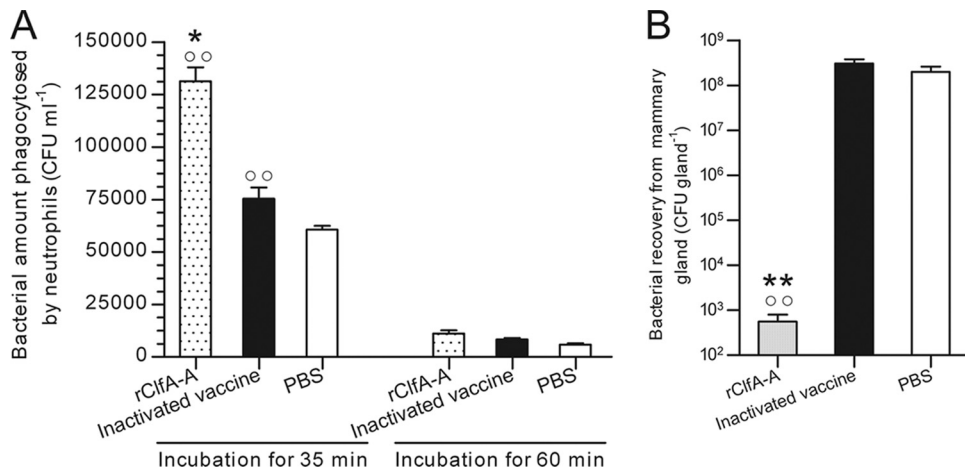 A
Bacterial amount phagocytosed
by neutrophils (CFU ml⁻¹)
150000
125000
100000
75000
50000
25000
0
*
○○
○○
rClfA-A
Inactivated vaccine
PBS
rClfA-A
Inactivated vaccine
PBS
Incubation for 35 min
Incubation for 60 min
B
Bacterial recovery from mammary
gland (CFU gland⁻¹)
10⁹
10⁸
10⁷
10⁶
10⁵
10⁴
10³
10²
**
○○
rClfA-A
Inactivated vaccine
PBS